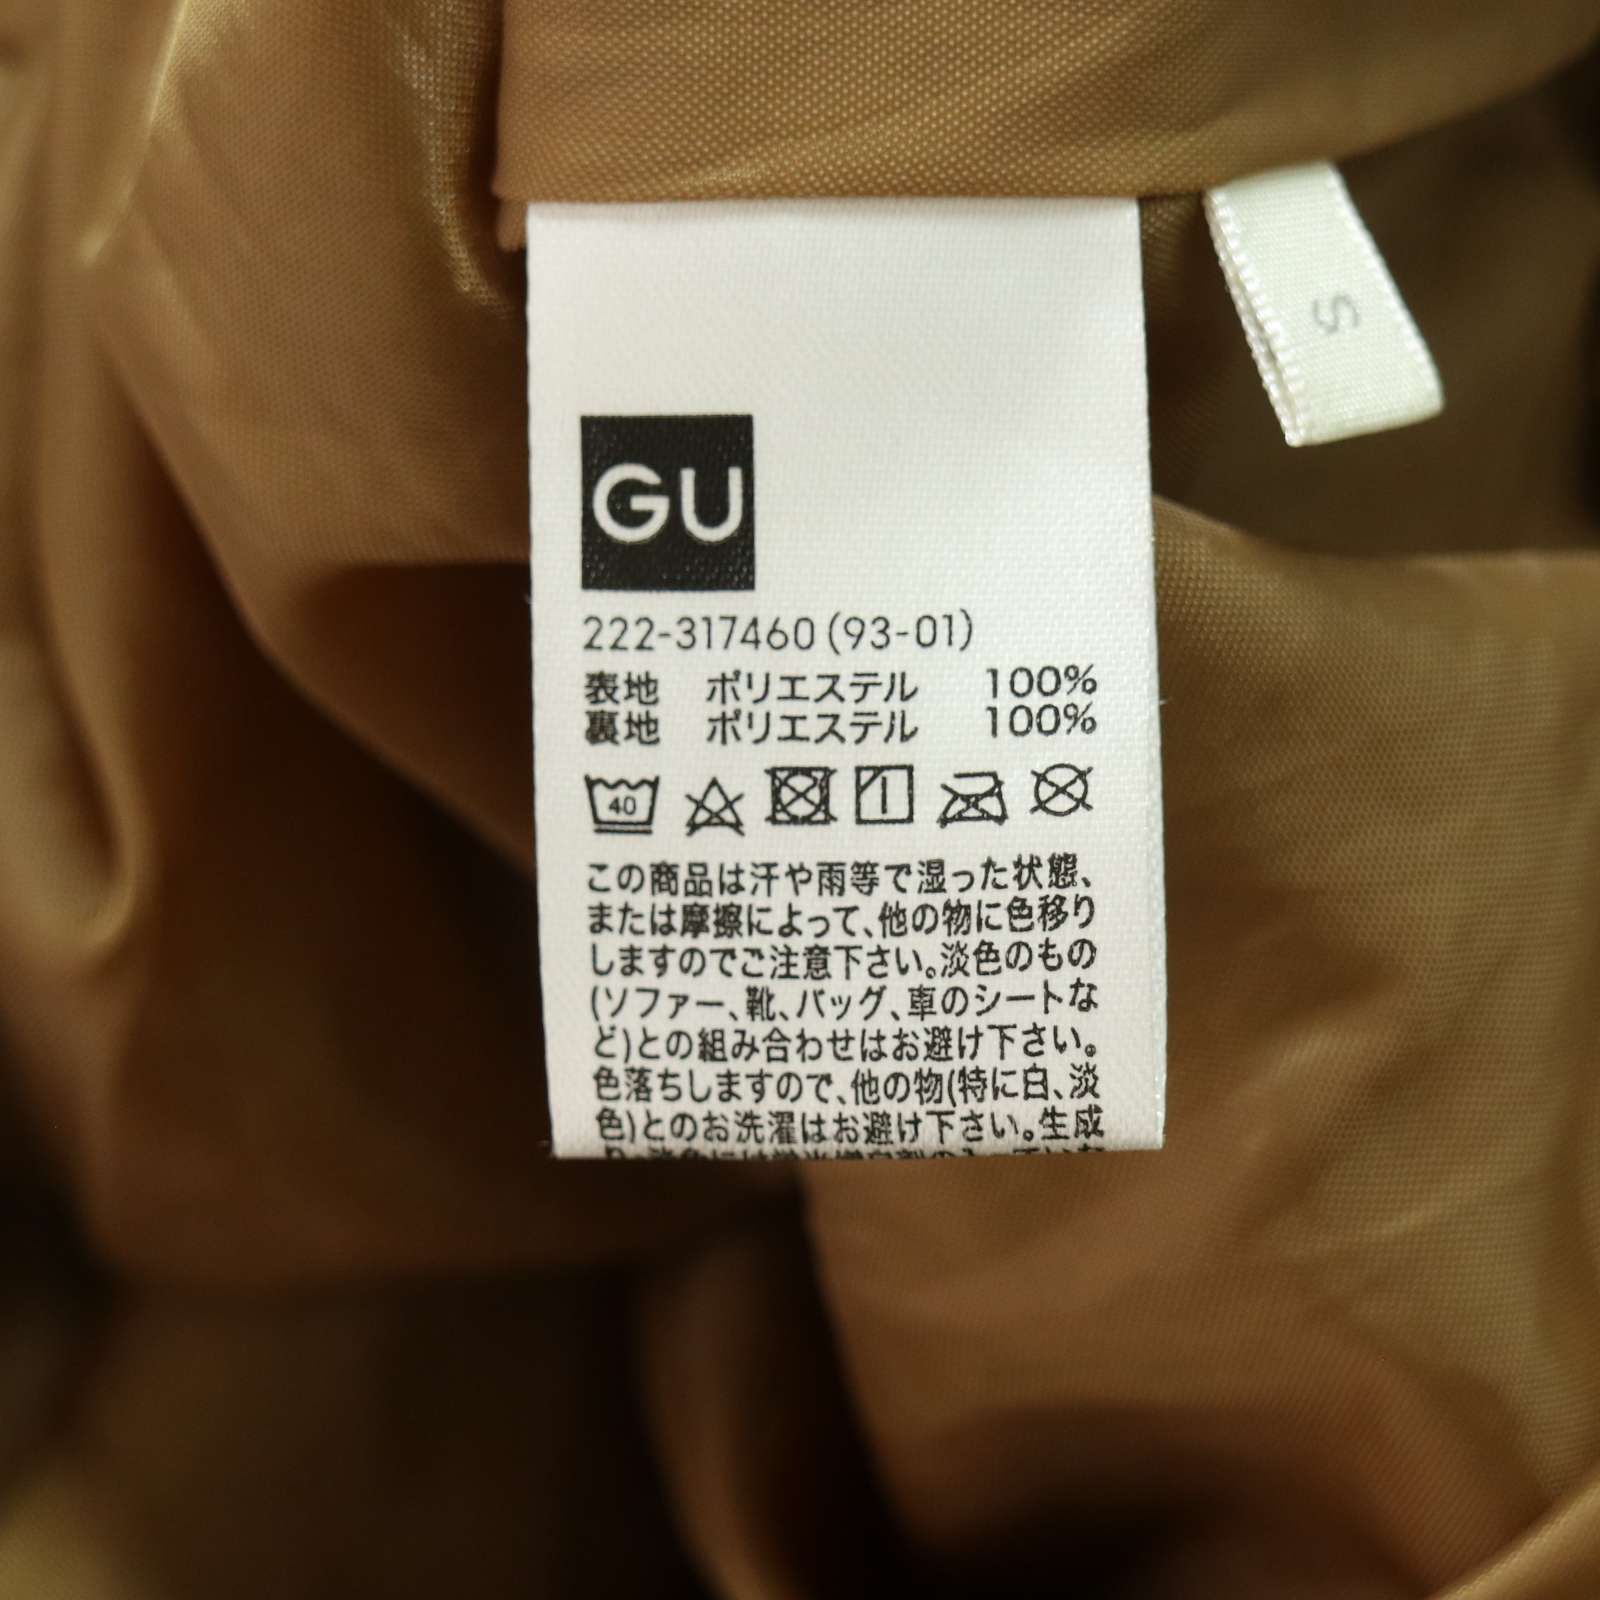 S
GU
222-317460(93-01)
表地 ポリエステル 100%
裏地 ポリエステル 100%
40
この商品は汗や雨等で湿った状態、
または摩擦によって、他の物に色移り
しますのでご注意下さい。淡色のもの
(ソファー、靴、バッグ、車のシートな
ど)との組み合わせはお避け下さい。
色落ちしますので、他の物(特に白、淡
色)とのお洗濯はお避け下さい。生成